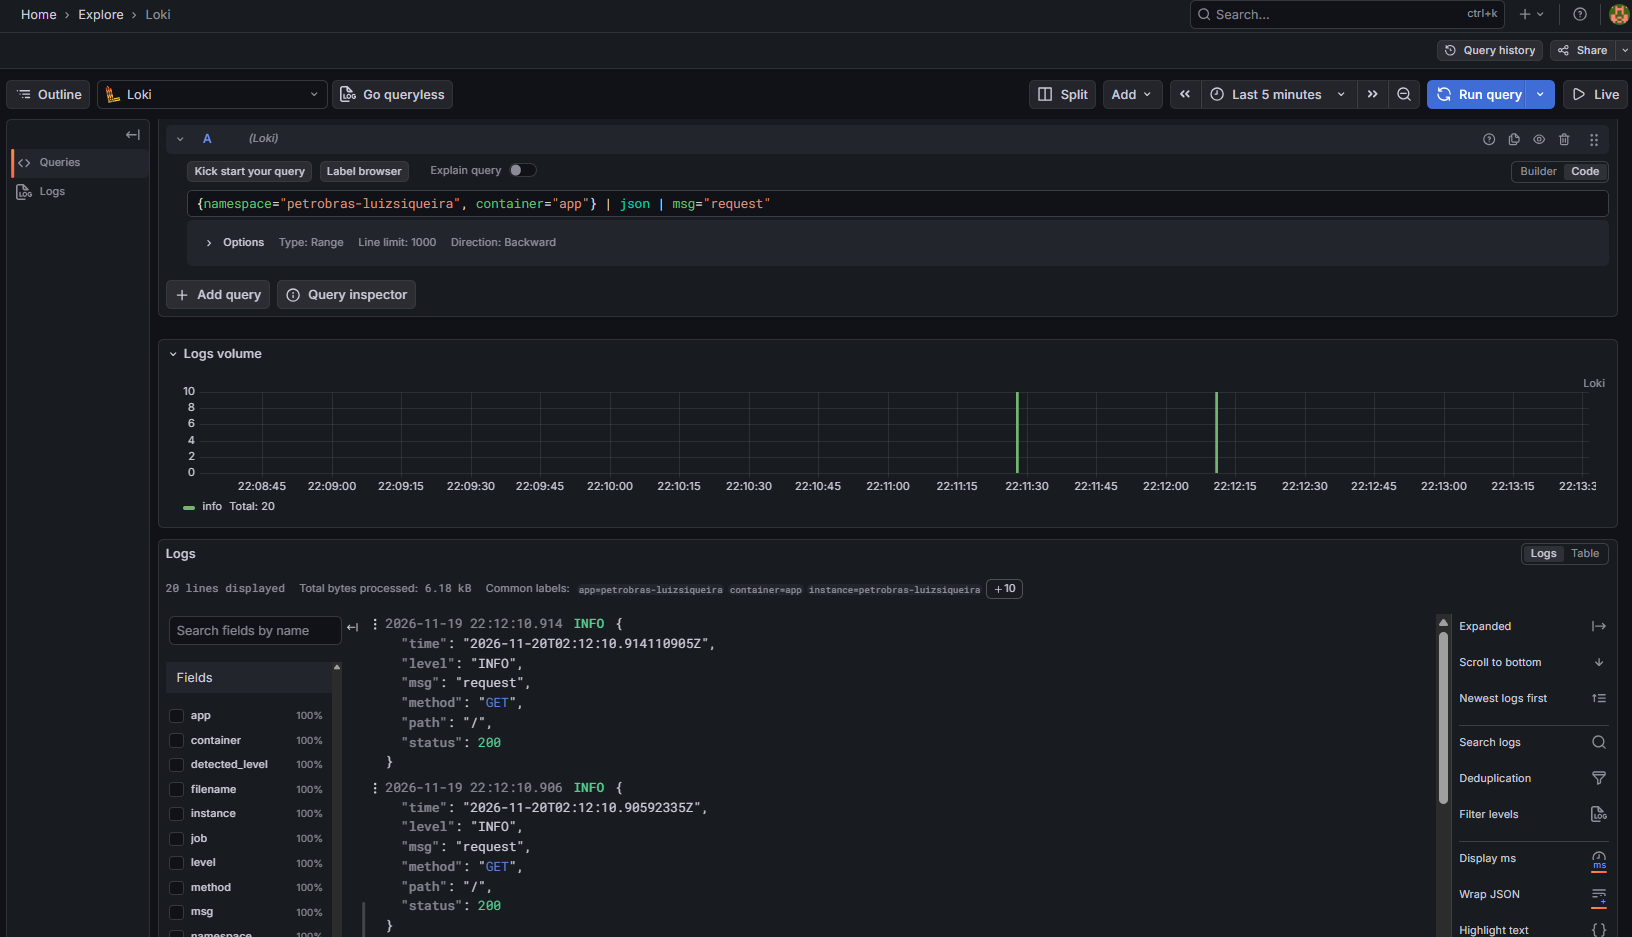 Home › Explore › Loki
Search... ctrl+k
Query history Share
Outline Loki Go queryless Split Add Last 5 minutes Run query Live
Queries
Logs
A (Loki)
Kick start your query Label browser Explain query Builder Code
{namespace="petrobras-luizsiqueira", container="app"} | json | msg="request"
Options Type: Range Line limit: 1000 Direction: Backward
+ Add query Query inspector
Logs volume
Loki
10
8
6
4
2
0
22:08:45 22:09:00 22:09:15 22:09:30 22:09:45 22:10:00 22:10:15 22:10:30 22:10:45 22:11:00 22:11:15 22:11:30 22:11:45 22:12:00 22:12:15 22:12:30 22:12:45 22:13:00 22:13:15 22:13:3
info Total: 20
Logs
Logs Table
20 lines displayed Total bytes processed: 6.18 kB Common labels: app=petrobras-luizsiqueira container=app instance=petrobras-luizsiqueira +10
Search fields by name
Fields
app 100%
container 100%
detected_level 100%
filename 100%
instance 100%
job 100%
level 100%
method 100%
msg 100%
namespace 100%
2026-11-19 22:12:10.914 INFO {
"time": "2026-11-20T02:12:10.914110905Z",
"level": "INFO",
"msg": "request",
"method": "GET",
"path": "/",
"status": 200
}
2026-11-19 22:12:10.906 INFO {
"time": "2026-11-20T02:12:10.90592335Z",
"level": "INFO",
"msg": "request",
"method": "GET",
"path": "/",
"status": 200
}
Expanded
Scroll to bottom
Newest logs first
Search logs
Deduplication
Filter levels
LOG
Display ms
ms
Wrap JSON
Highlight text